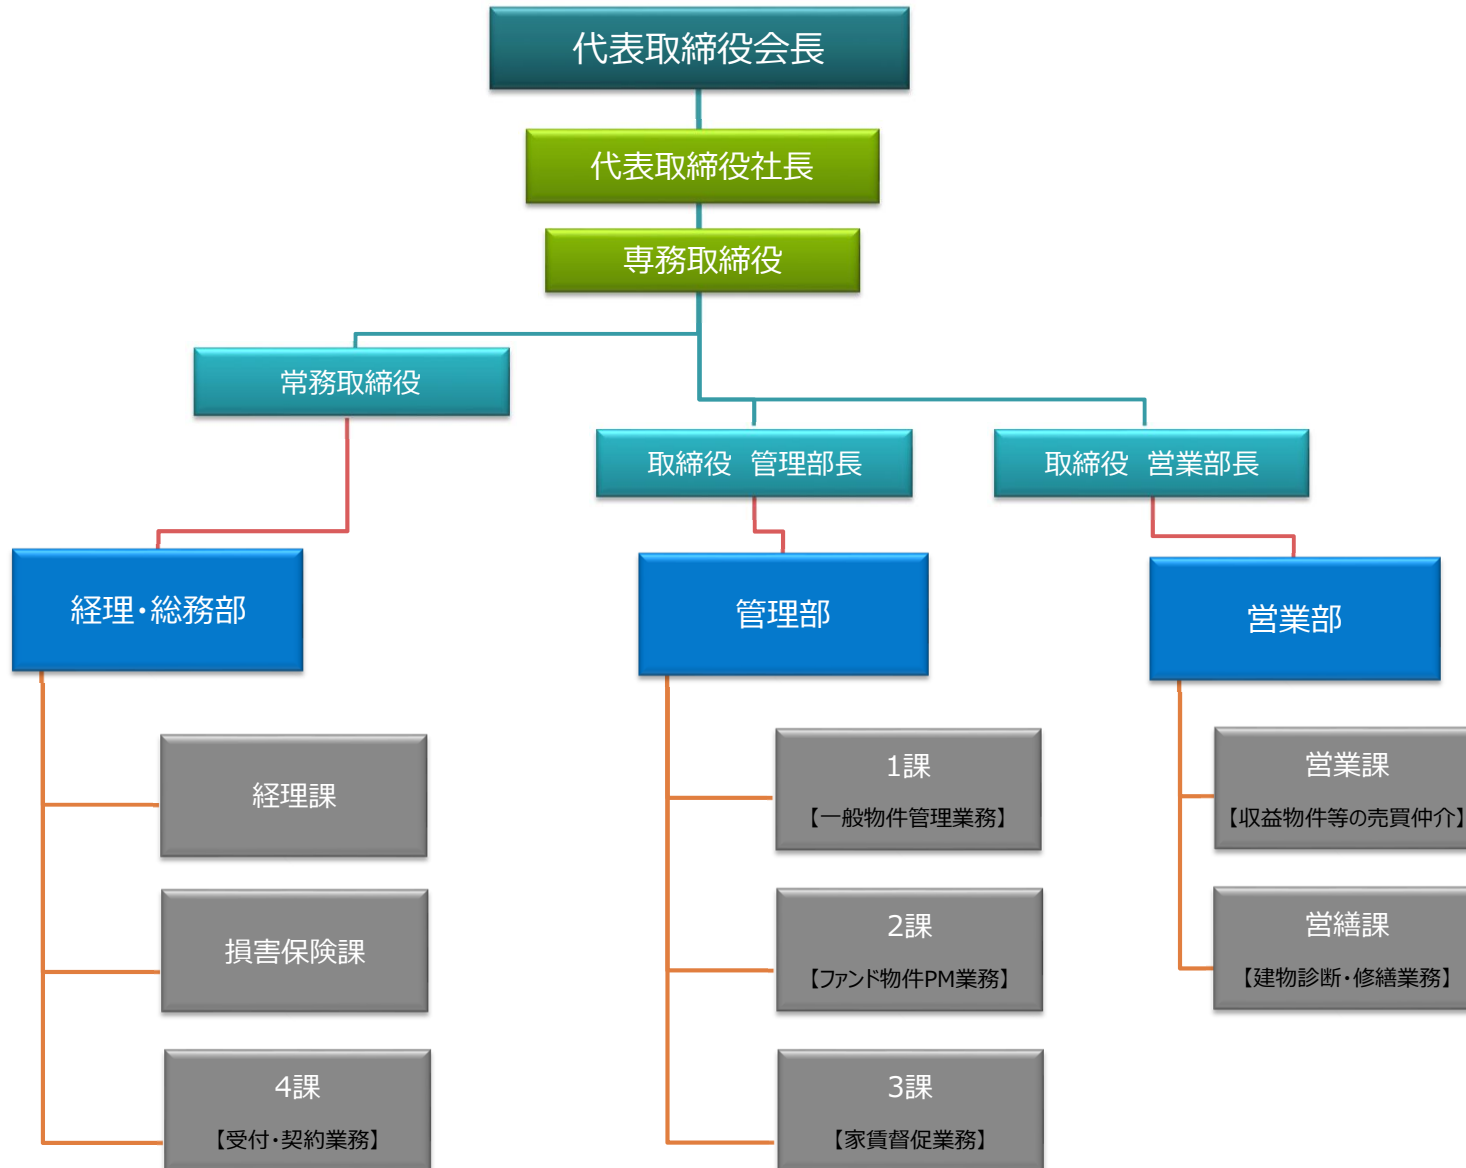 代表取締役会長
代表取締役社長
専務取締役
常務取締役
取締役　管理部長
取締役　営業部長
経理・総務部
管理部
営業部
経理課
損害保険課
4課
【受付・契約業務】
1課
【一般物件管理業務】
2課
【ファンド物件PM業務】
3課
【家賃督促業務】
営業課
【収益物件等の売買仲介】
営繕課
【建物診断・修繕業務】